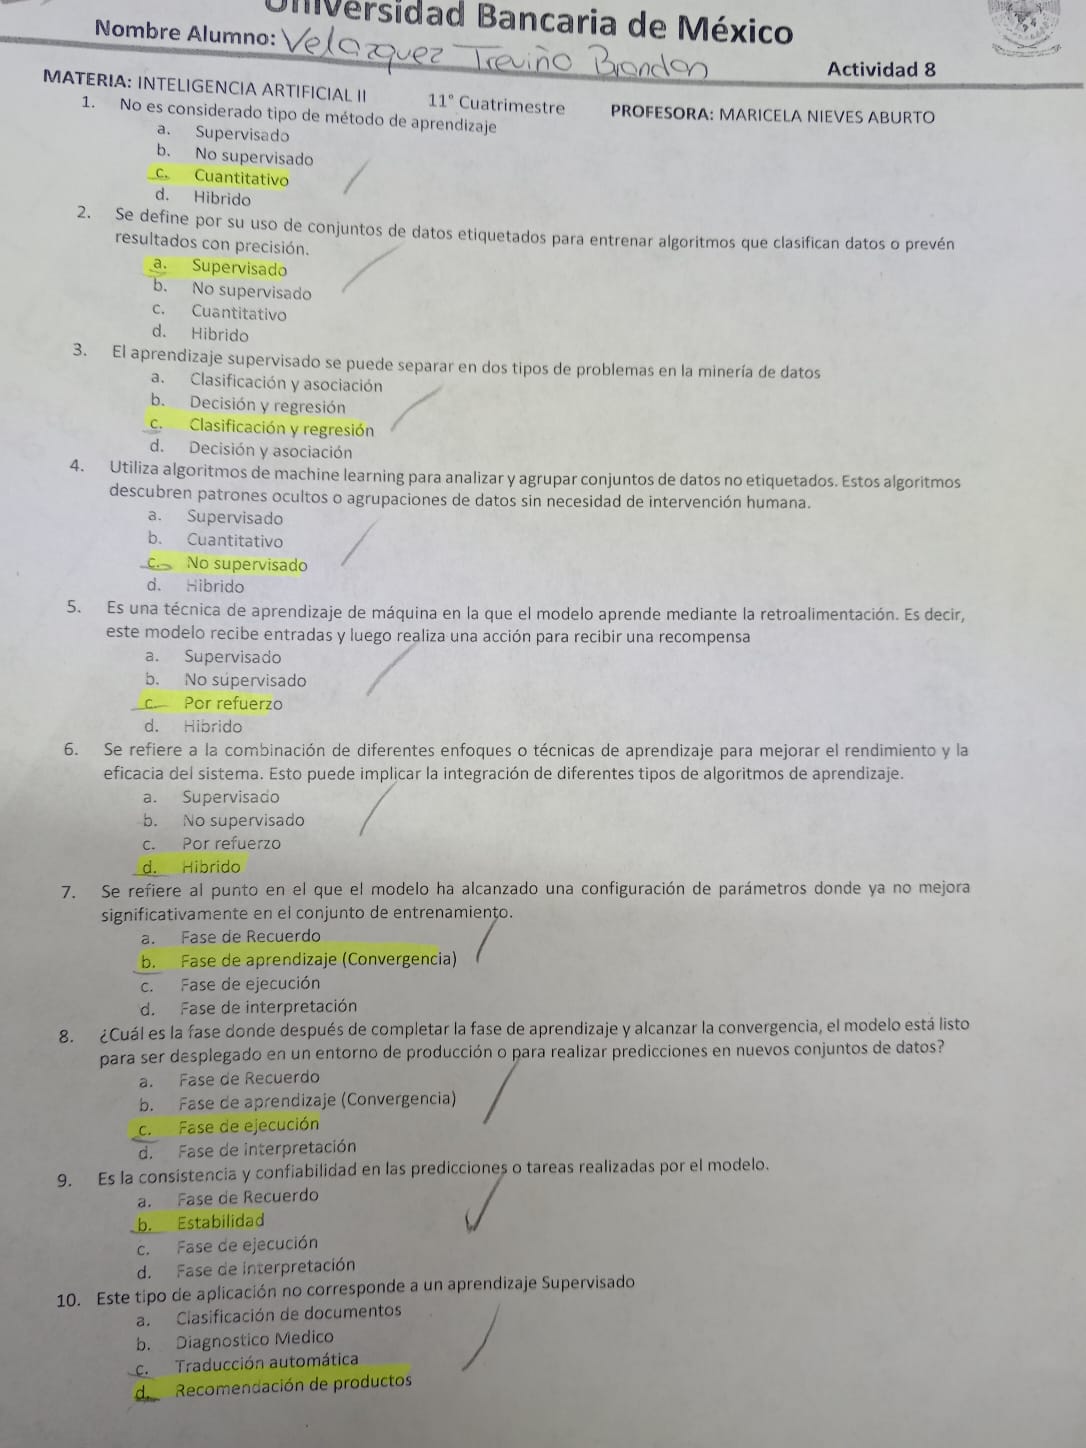 Universidad Bancaria de México
Nombre Alumno: Velazquez Treviño Brandon
Actividad 8
MATERIA: INTELIGENCIA ARTIFICIAL II 11° Cuatrimestre PROFESORA: MARICELA NIEVES ABURTO
1. No es considerado tipo de método de aprendizaje
a. Supervisado
b. No supervisado
c. Cuantitativo
d. Hibrido
2. Se define por su uso de conjuntos de datos etiquetados para entrenar algoritmos que clasifican datos o prevén
resultados con precisión.
a. Supervisado
b. No supervisado
c. Cuantitativo
d. Hibrido
3. El aprendizaje supervisado se puede separar en dos tipos de problemas en la minería de datos
a. Clasificación y asociación
b. Decisión y regresión
c. Clasificación y regresión
d. Decisión y asociación
4. Utiliza algoritmos de machine learning para analizar y agrupar conjuntos de datos no etiquetados. Estos algoritmos
descubren patrones ocultos o agrupaciones de datos sin necesidad de intervención humana.
a. Supervisado
b. Cuantitativo
c. No supervisado
d. Hibrido
5. Es una técnica de aprendizaje de máquina en la que el modelo aprende mediante la retroalimentación. Es decir,
este modelo recibe entradas y luego realiza una acción para recibir una recompensa
a. Supervisado
b. No supervisado
c. Por refuerzo
d. Hibrido
6. Se refiere a la combinación de diferentes enfoques o técnicas de aprendizaje para mejorar el rendimiento y la
eficacia del sistema. Esto puede implicar la integración de diferentes tipos de algoritmos de aprendizaje.
a. Supervisado
b. No supervisado
c. Por refuerzo
d. Hibrido
7. Se refiere al punto en el que el modelo ha alcanzado una configuración de parámetros donde ya no mejora
significativamente en el conjunto de entrenamiento.
a. Fase de Recuerdo
b. Fase de aprendizaje (Convergencia)
c. Fase de ejecución
d. Fase de interpretación
8. ¿Cuál es la fase donde después de completar la fase de aprendizaje y alcanzar la convergencia, el modelo está listo
para ser desplegado en un entorno de producción o para realizar predicciones en nuevos conjuntos de datos?
a. Fase de Recuerdo
b. Fase de aprendizaje (Convergencia)
c. Fase de ejecución
d. Fase de interpretación
9. Es la consistencia y confiabilidad en las predicciones o tareas realizadas por el modelo.
a. Fase de Recuerdo
b. Estabilidad
c. Fase de ejecución
d. Fase de interpretación
10. Este tipo de aplicación no corresponde a un aprendizaje Supervisado
a. Clasificación de documentos
b. Diagnostico Medico
c. Traducción automática
d. Recomendación de productos